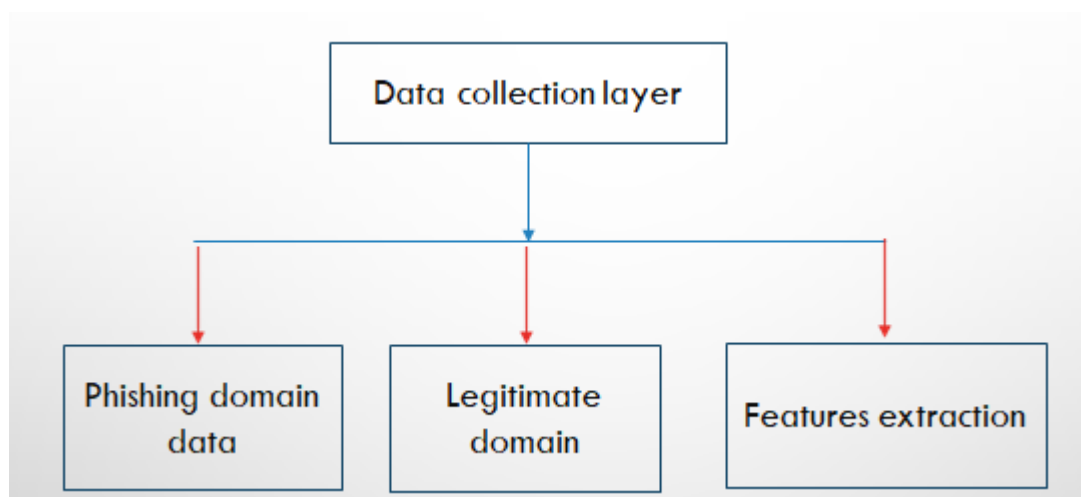 Data collection layer
Phishing domain
data
Legitimate
domain
Features extraction